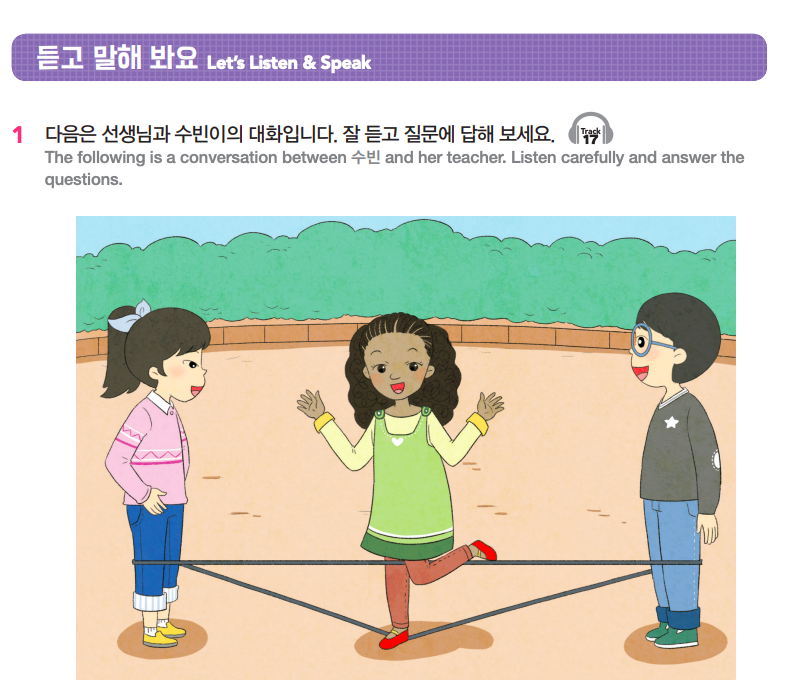 듣고 말해 봐요 Let's Listen & Speak
1 다음은 선생님과 수빈이의 대화입니다. 잘 듣고 질문에 답해 보세요. Track 17
The following is a conversation between 수빈 and her teacher. Listen carefully and answer the
questions.